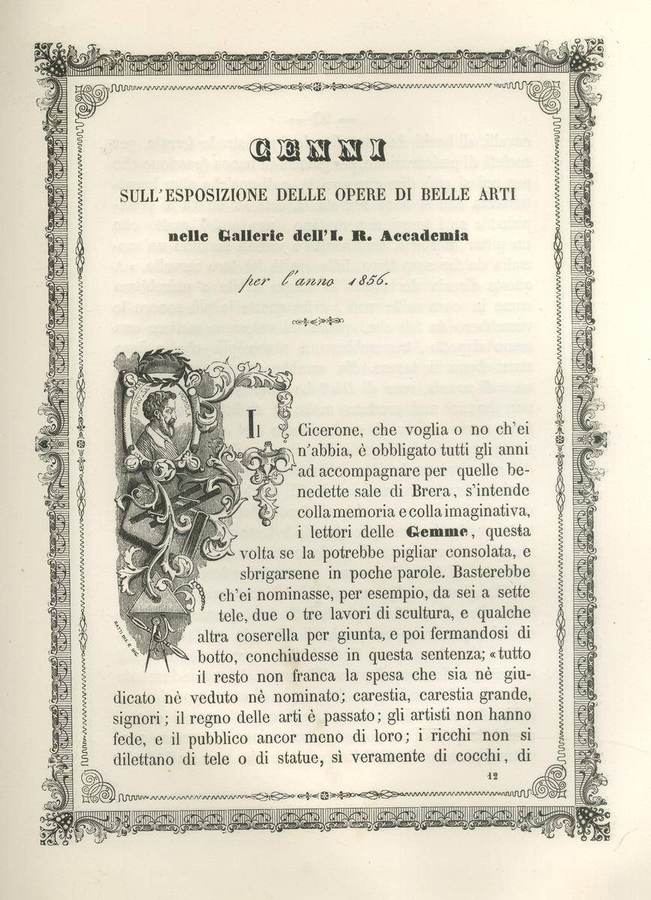 CENNI
SULL'ESPOSIZIONE DELLE OPERE DI BELLE ARTI
nelle Gallerie dell'I. R. Accademia
per l'anno 1856.
Il Cicerone, che voglia o no ch'ei
n'abbia, è obbligato tutti gli anni
ad accompagnare per quelle be-
nedette sale di Brera, s'intende
colla memoria e colla imaginativa,
i lettori delle Gemme, questa
volta se la potrebbe pigliar consolata, e
sbrigarsene in poche parole. Basterebbe
ch'ei nominasse, per esempio, da sei a sette
tele, due o tre lavori di scultura, e qualche
altra coserella per giunta, e poi fermandosi di
botto, conchiudesse in questa sentenza; «tutto
il resto non franca la spesa che sia nè giu-
dicato nè veduto nè nominato; carestia, carestia grande,
signori; il regno delle arti è passato; gli artisti non hanno
fede, e il pubblico ancor meno di loro; i ricchi non si
dilettano di tele o di statue, sì veramente di cocchi, di
12